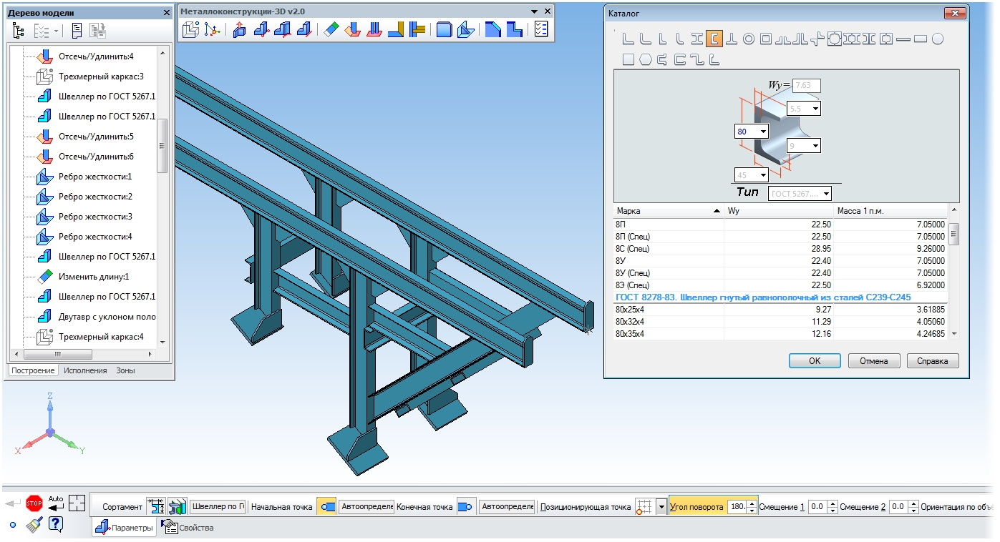 Дерево модели
Отсечь/Удлинить:4
Трехмерный каркас:3
Швеллер по ГОСТ 5267.1
Швеллер по ГОСТ 5267.1
Отсечь/Удлинить:5
Отсечь/Удлинить:6
Ребро жесткости:1
Ребро жесткости:2
Ребро жесткости:3
Ребро жесткости:4
Швеллер по ГОСТ 5267.1
Изменить длину:1
Швеллер по ГОСТ 5267.1
Двутавр с уклоном поло
Трехмерный каркас:4
Построение Исполнения Зоны
Металлоконструкции-3D v2.0
Каталог
Wy= 7.63
5.5
80
9
45
Тип ГОСТ 5267....
Марка Wy Масса 1 п.м.
8П 22.50 7.05000
8П (Спец) 22.50 7.05000
8С (Спец) 28.95 9.26000
8У 22.40 7.05000
8У (Спец) 22.40 7.05000
8Э (Спец) 22.50 6.92000
ГОСТ 8278-83. Швеллер гнутый равнополочный из сталей С239-С245
80x25x4 9.27 3.61885
80x32x4 11.29 4.05060
80x35x4 12.16 4.24685
OK Отмена Справка
Z
X Y
STOP Auto
Сортамент Швеллер по Г Начальная точка Автоопределе Конечная точка Автоопределе Позиционирующая точка Угол поворота 180. Смещение 1 0.0 Смещение 2 0.0 Ориентация по объе
Параметры Свойства